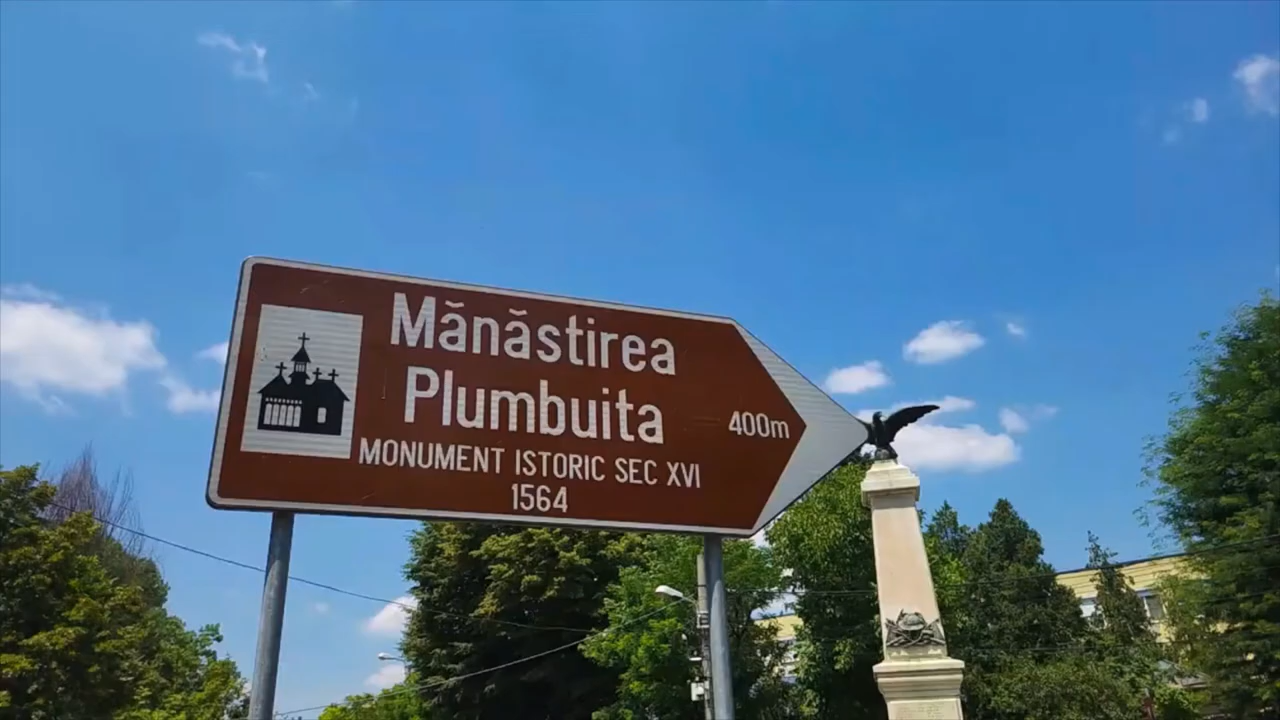 Mănăstirea
Plumbuita
400m
MONUMENT ISTORIC SEC XVI
1564